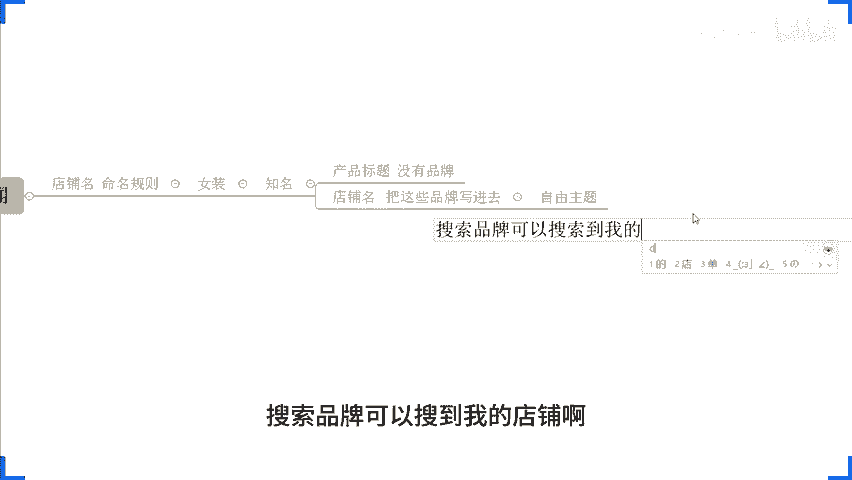 产品标题 没有品牌
店铺名 命名规则 女装 知名
店铺名 把这些品牌写进去 自由主题
搜索品牌可以搜索到我的
d
1的 2店 3单 4_(:з」∠)_ 5の
搜索品牌可以搜到我的店铺啊